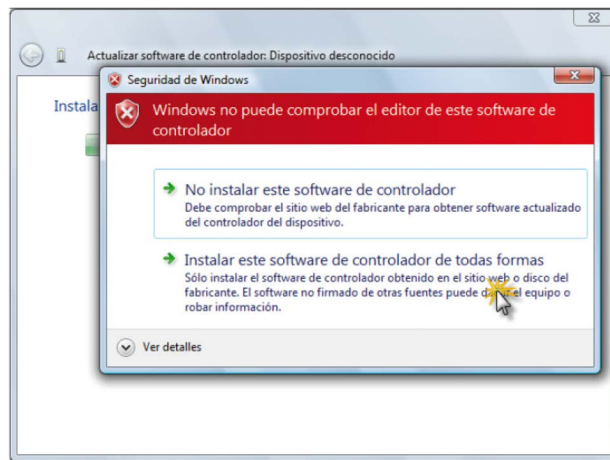 Actualizar software de controlador: Dispositivo desconocido
Instala
Seguridad de Windows
Windows no puede comprobar el editor de este software de
controlador
No instalar este software de controlador
Debe comprobar el sitio web del fabricante para obtener software actualizado
del controlador del dispositivo.
Instalar este software de controlador de todas formas
Sólo instalar el software de controlador obtenido en el sitio web o disco del
fabricante. El software no firmado de otras fuentes puede el equipo o
robar información.
Ver detalles